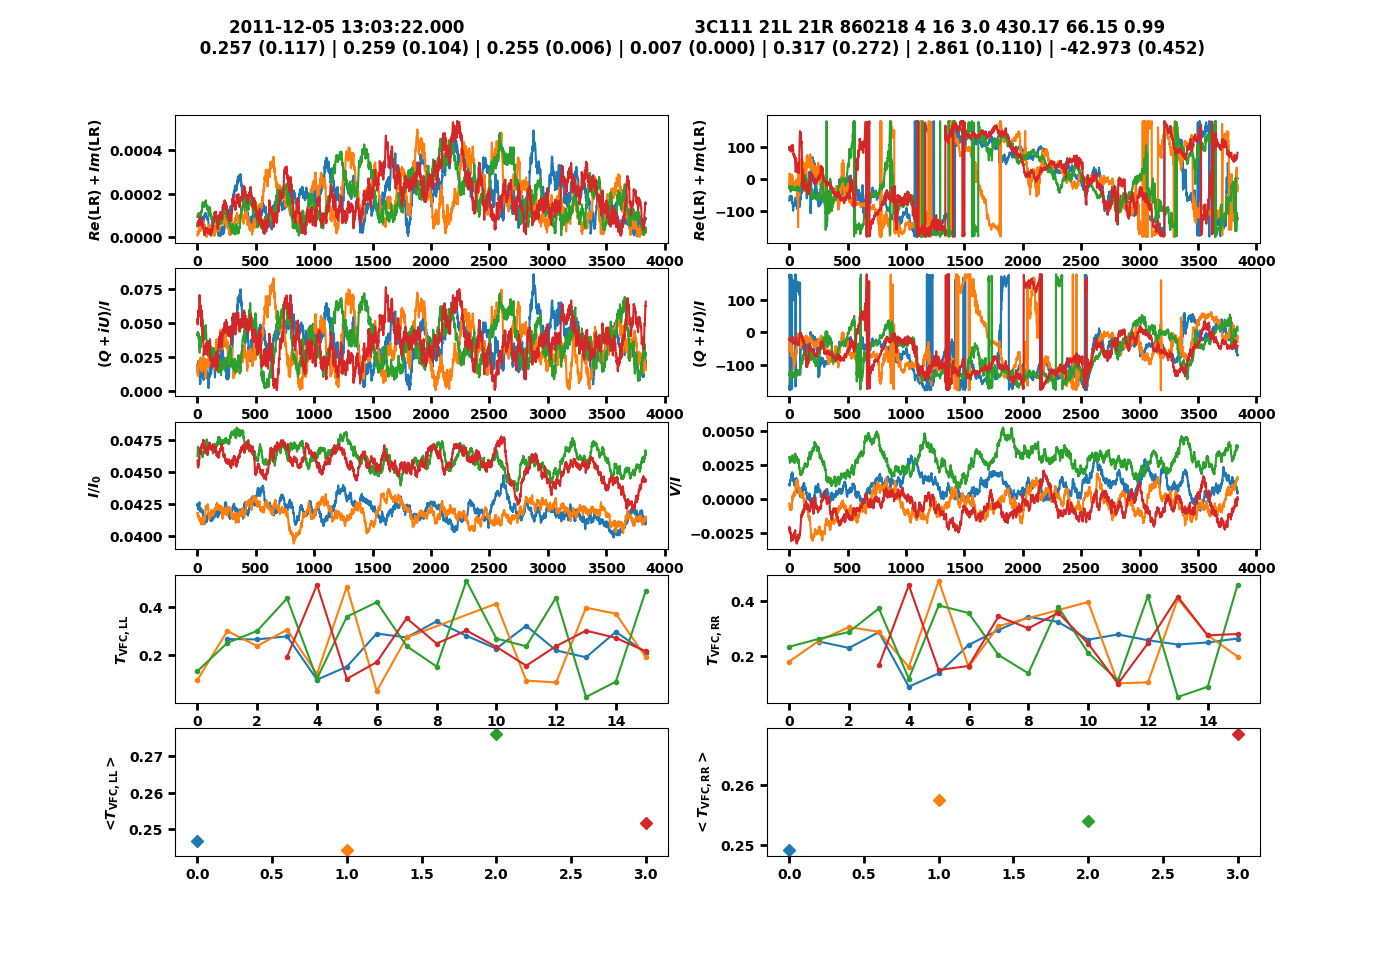 2011-12-05 13:03:22.000 3C111 21L 21R 860218 4 16 3.0 430.17 66.15 0.99
0.257 (0.117) | 0.259 (0.104) | 0.255 (0.006) | 0.007 (0.000) | 0.317 (0.272) | 2.861 (0.110) | -42.973 (0.452)
Re(LR) + Im(LR)
0.0004
0.0002
0.0000
0 500 1000 1500 2000 2500 3000 3500 4000
Re(LR) + Im(LR)
100
0
−100
0 500 1000 1500 2000 2500 3000 3500 4000
(Q + iU)/I
0.075
0.050
0.025
0.000
0 500 1000 1500 2000 2500 3000 3500 4000
(Q + iU)/I
100
0
−100
0 500 1000 1500 2000 2500 3000 3500 4000
I/I0
0.0475
0.0450
0.0425
0.0400
0 500 1000 1500 2000 2500 3000 3500 4000
V/I
0.0050
0.0025
0.0000
−0.0025
0 500 1000 1500 2000 2500 3000 3500 4000
TVFC, LL
0.4
0.2
0 2 4 6 8 10 12 14
TVFC, RR
0.4
0.2
0 2 4 6 8 10 12 14
<TVFC, LL >
0.27
0.26
0.25
0.0 0.5 1.0 1.5 2.0 2.5 3.0
< TVFC, RR >
0.26
0.25
0.0 0.5 1.0 1.5 2.0 2.5 3.0